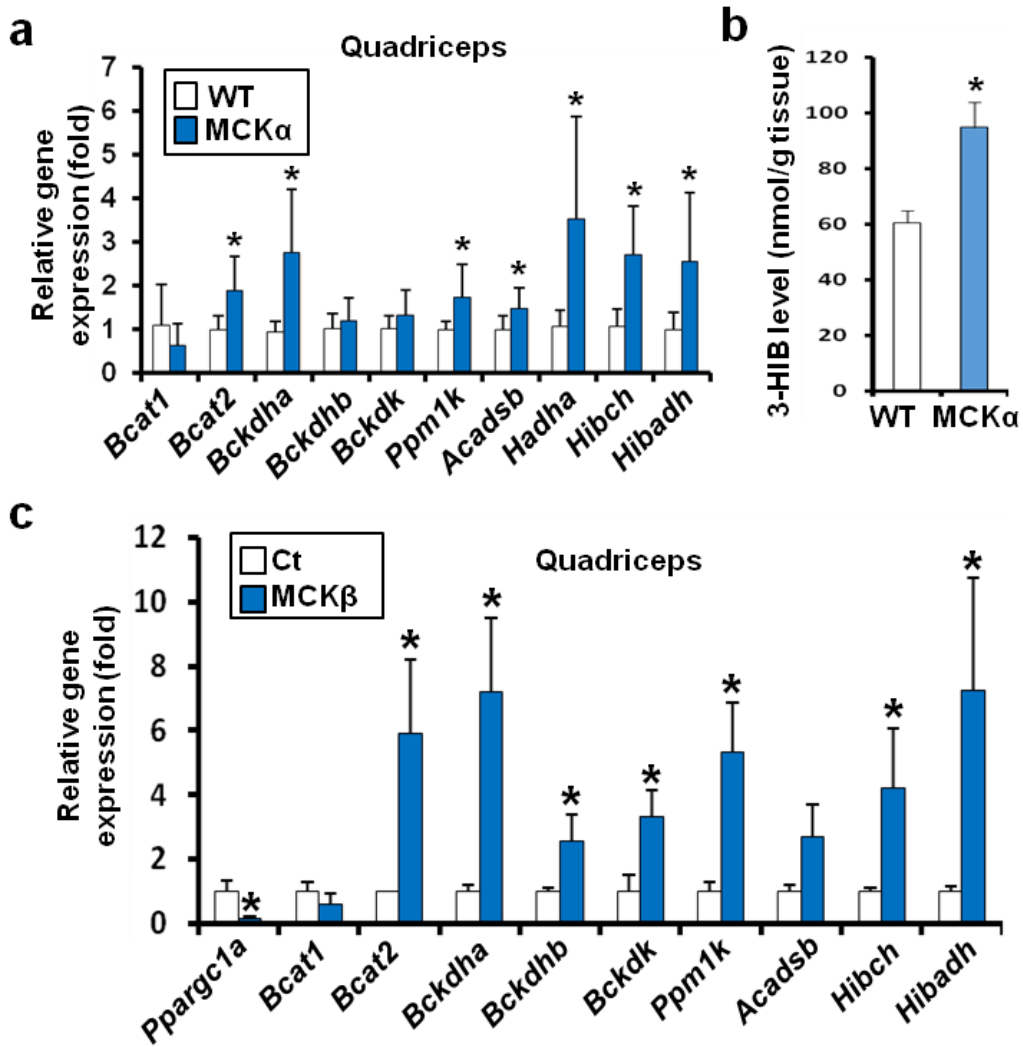 a
Quadriceps
Relative gene
expression (fold)
7
6
5
4
3
2
1
0
WT
MCKα
*
*
*
*
*
*
*
Bcat1
Bcat2
Bckdha
Bckdhb
Bckdk
Ppm1k
Acadsb
Hadha
Hibch
Hibadh
b
3-HIB level (nmol/g tissue)
120
100
80
60
40
20
0
*
WT MCKα
c
Quadriceps
Relative gene
expression (fold)
12
10
8
6
4
2
0
Ct
MCKβ
*
*
*
*
*
*
*
*
Ppargc1a
Bcat1
Bcat2
Bckdha
Bckdhb
Bckdk
Ppm1k
Acadsb
Hibch
Hibadh